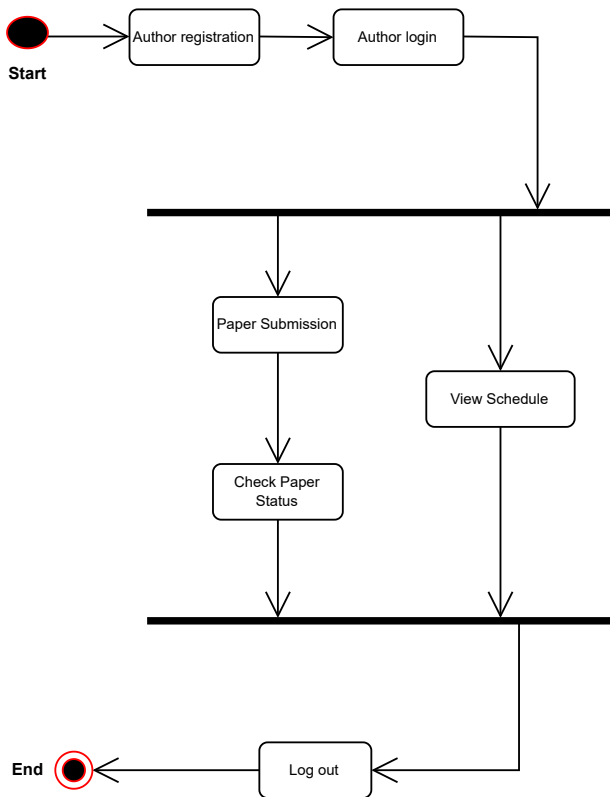 Author registration
Author login
Start
Paper Submission
View Schedule
Check Paper
Status
End
Log out